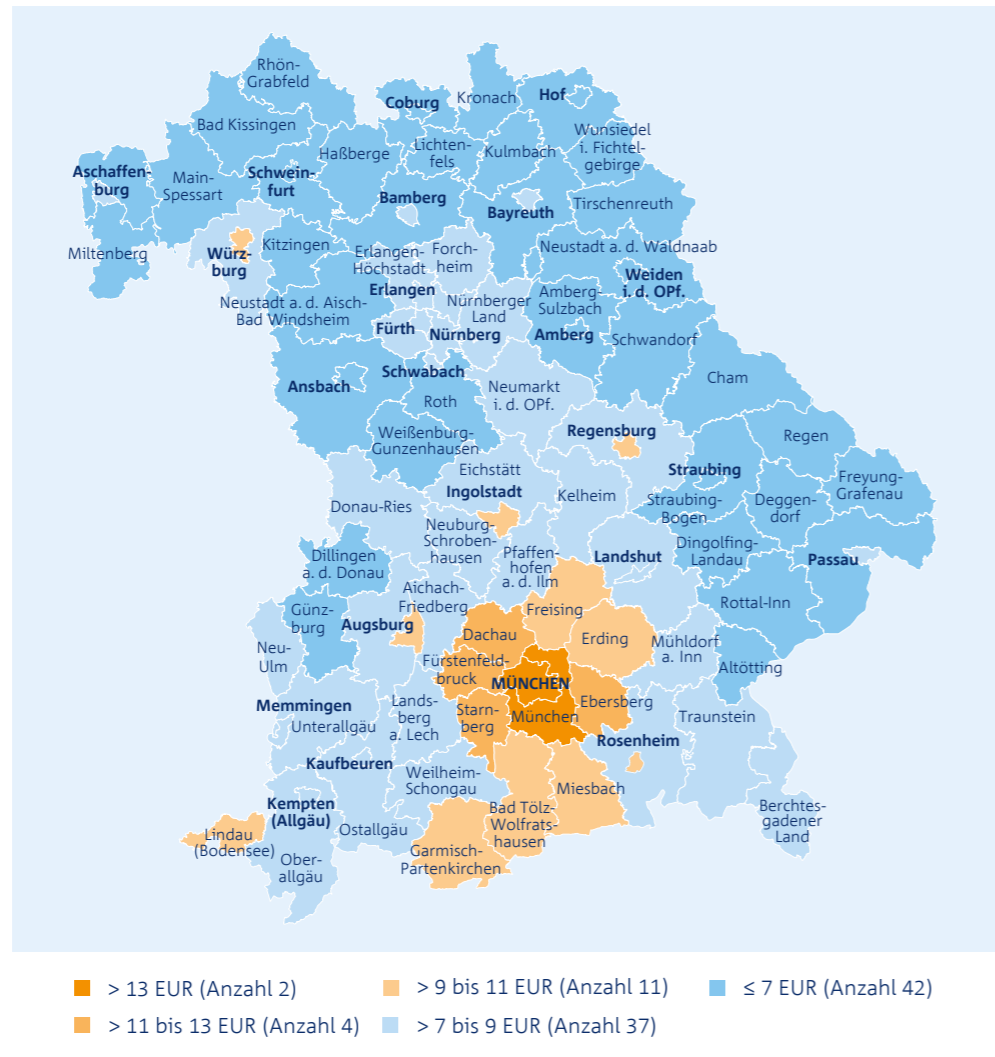 Rhön-
Grabfeld
Coburg
Kronach
Hof
Bad Kissingen
Wunsiedel
i. Fichtel-
gebirge
Haßberge
Lichten-
fels
Kulmbach
Aschaffen-
burg
Main-
Spessart
Schwein-
furt
Bamberg
Bayreuth
Tirschenreuth
Miltenberg
Würz-
burg
Kitzingen
Erlangen-
Höchstadt
Forch-
heim
Neustadt a. d. Waldnaab
Weiden
i. d. OPf.
Neustadt a. d. Aisch-
Bad Windsheim
Erlangen
Nürnberger
Land
Amberg-
Sulzbach
Fürth
Nürnberg
Amberg
Schwandorf
Ansbach
Schwabach
Roth
Neumarkt
i. d. OPf.
Cham
Weißenburg-
Gunzenhausen
Regensburg
Regen
Eichstätt
Ingolstadt
Kelheim
Straubing
Freyung-
Grafenau
Donau-Ries
Straubing-
Bogen
Deggen-
dorf
Neuburg-
Schroben-
hausen
Dillingen
a. d. Donau
Pfaffen-
hofen
a. d. Ilm
Landshut
Dingolfing-
Landau
Passau
Aichach-
Friedberg
Günz-
burg
Augsburg
Freising
Rottal-Inn
Neu-
Ulm
Dachau
Erding
Mühldorf
a. Inn
Altötting
Fürstenfeld-
bruck
MÜNCHEN
Memmingen
Unterallgäu
Lands-
berg
a. Lech
Starn-
berg
München
Ebersberg
Traunstein
Rosenheim
Kaufbeuren
Weilheim-
Schongau
Miesbach
Kempten
(Allgäu)
Bad Tölz-
Wolfrats-
hausen
Berchtes-
gadener
Land
Lindau
(Bodensee)
Ostallgäu
Ober-
allgäu
Garmisch-
Partenkirchen
> 13 EUR (Anzahl 2)
> 9 bis 11 EUR (Anzahl 11)
≤ 7 EUR (Anzahl 42)
> 11 bis 13 EUR (Anzahl 4)
> 7 bis 9 EUR (Anzahl 37)